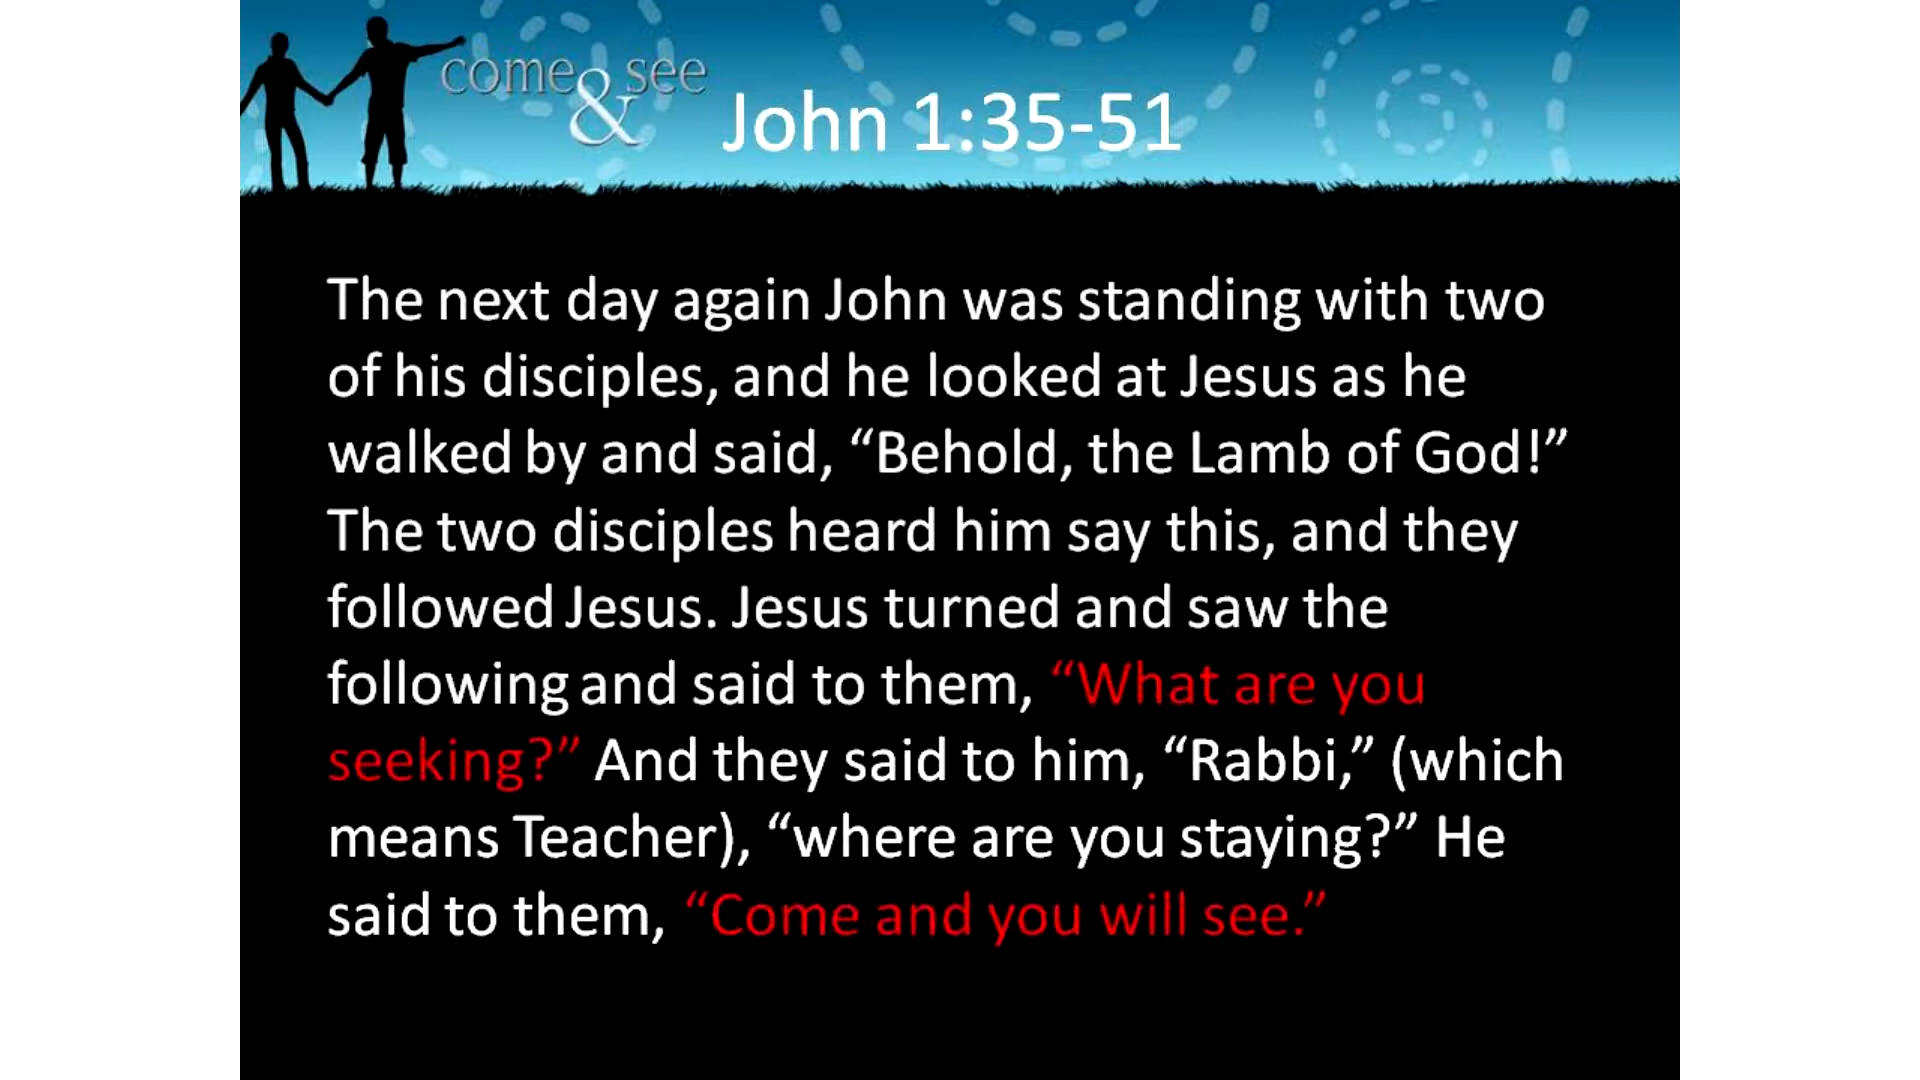 come & see
John 1:35-51
The next day again John was standing with two
of his disciples, and he looked at Jesus as he
walked by and said, “Behold, the Lamb of God!”
The two disciples heard him say this, and they
followed Jesus. Jesus turned and saw the
following and said to them, “What are you
seeking?” And they said to him, “Rabbi,” (which
means Teacher), “where are you staying?” He
said to them, “Come and you will see.”